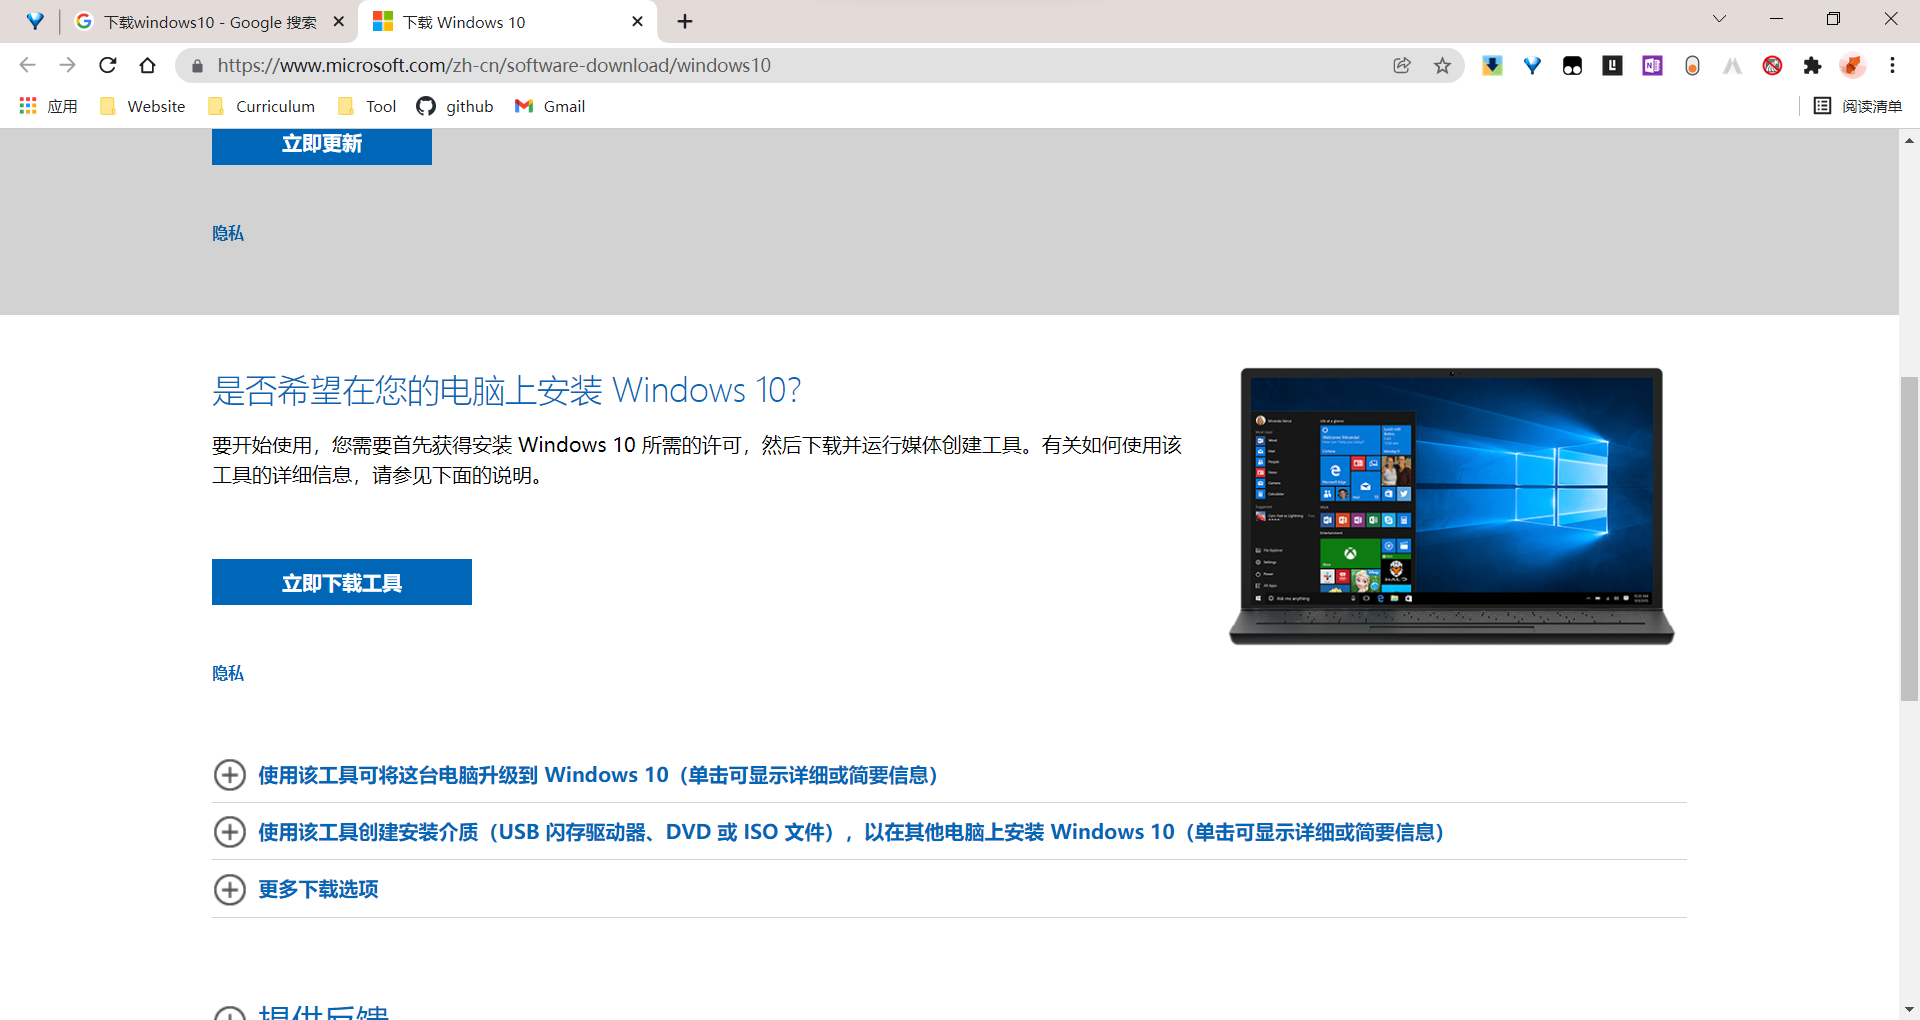 下载windows10 - Google 搜索
下载 Windows 10
https://www.microsoft.com/zh-cn/software-download/windows10
应用
Website
Curriculum
Tool
github
Gmail
阅读清单
立即更新
隐私
是否希望在您的电脑上安装 Windows 10？
要开始使用，您需要首先获得安装 Windows 10 所需的许可，然后下载并运行媒体创建工具。有关如何使用该
工具的详细信息，请参见下面的说明。
立即下载工具
隐私
使用该工具可将这台电脑升级到 Windows 10（单击可显示详细或简要信息）
使用该工具创建安装介质（USB 闪存驱动器、DVD 或 ISO 文件），以在其他电脑上安装 Windows 10（单击可显示详细或简要信息）
更多下载选项
提供反馈